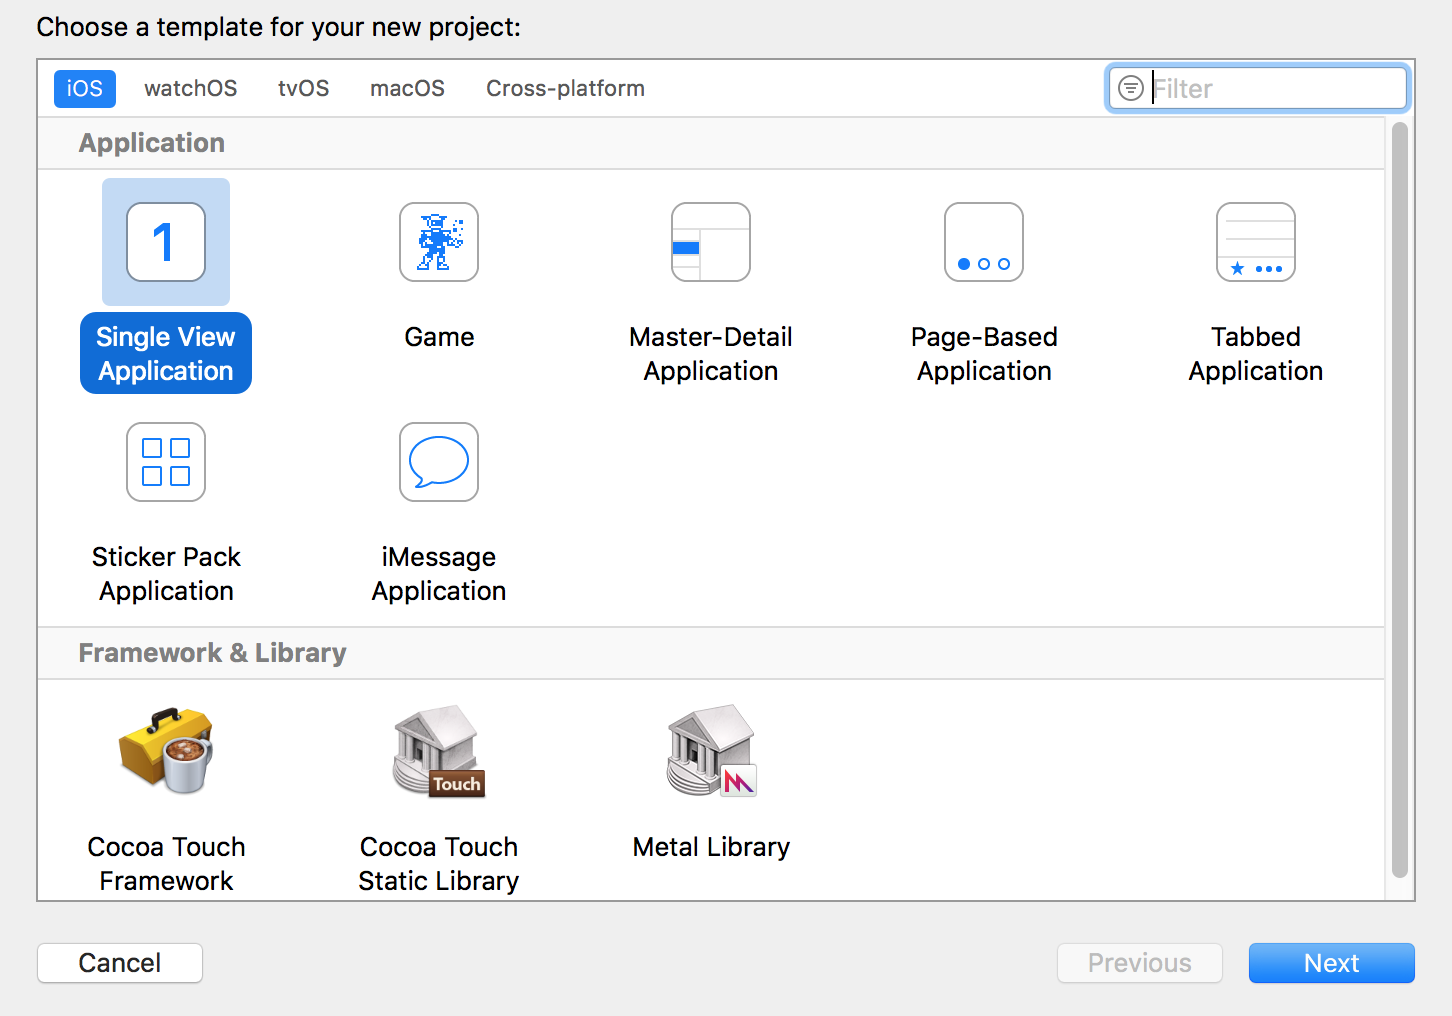 Choose a template for your new project:
iOS watchOS tvOS macOS Cross-platform Filter
Application
1
Single View
Application
Game
Master-Detail
Application
Page-Based
Application
Tabbed
Application
Sticker Pack
Application
iMessage
Application
Framework & Library
Touch
Cocoa Touch
Framework
Cocoa Touch
Static Library
Metal Library
Cancel Previous Next